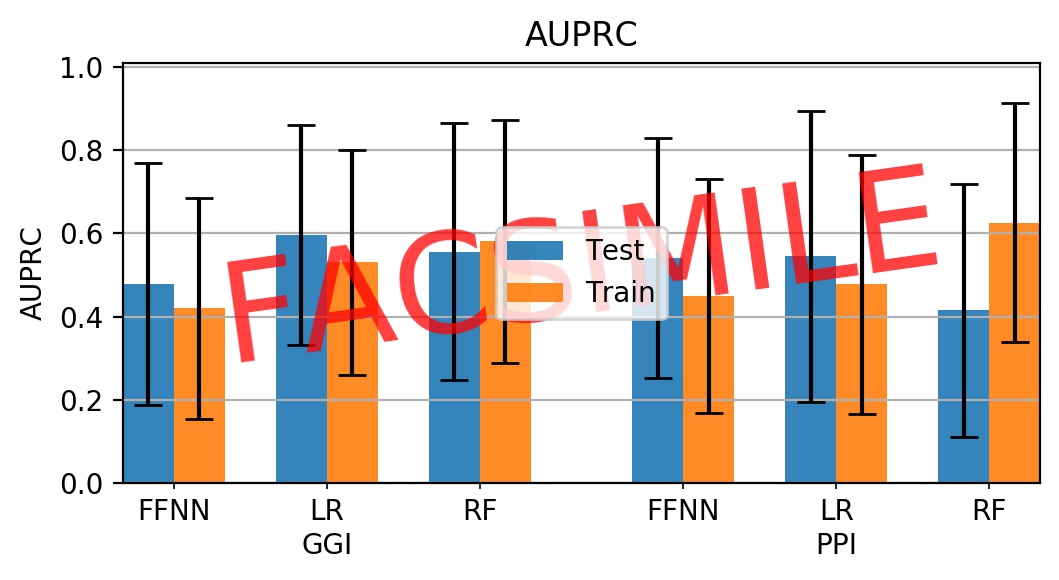 AUPRC
1.0
0.8
0.6
0.4
0.2
0.0
AUPRC
FACSIMILE
Test
Train
FFNN LR RF FFNN LR RF
GGI PPI